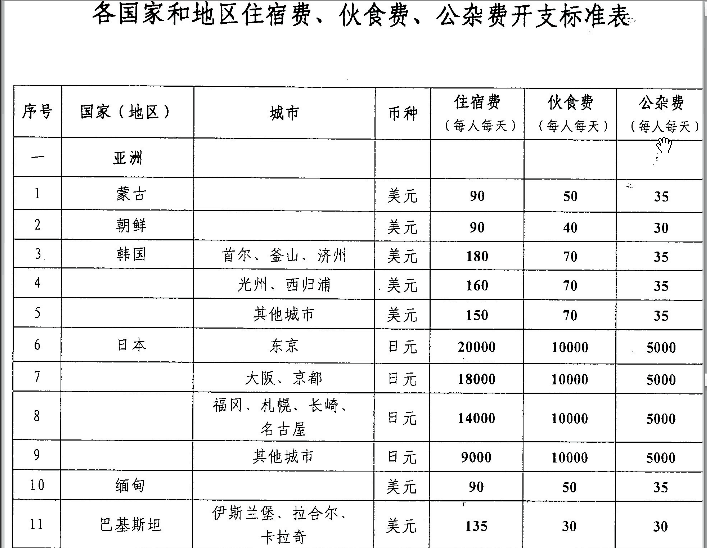 各国家和地区住宿费、伙食费、公杂费开支标准表
序号 国家（地区） 城市 币种 住宿费（每人每天） 伙食费（每人每天） 公杂费（每人每天）
一 亚洲
1 蒙古 美元 90 50 35
2 朝鲜 美元 90 40 30
3 韩国 首尔、釜山、济州 美元 180 70 35
4 光州、西归浦 美元 160 70 35
5 其他城市 美元 150 70 35
6 日本 东京 日元 20000 10000 5000
7 大阪、京都 日元 18000 10000 5000
8 福冈、札幌、长崎、名古屋 日元 14000 10000 5000
9 其他城市 日元 9000 10000 5000
10 缅甸 美元 90 50 35
11 巴基斯坦 伊斯兰堡、拉合尔、卡拉奇 美元 135 30 30